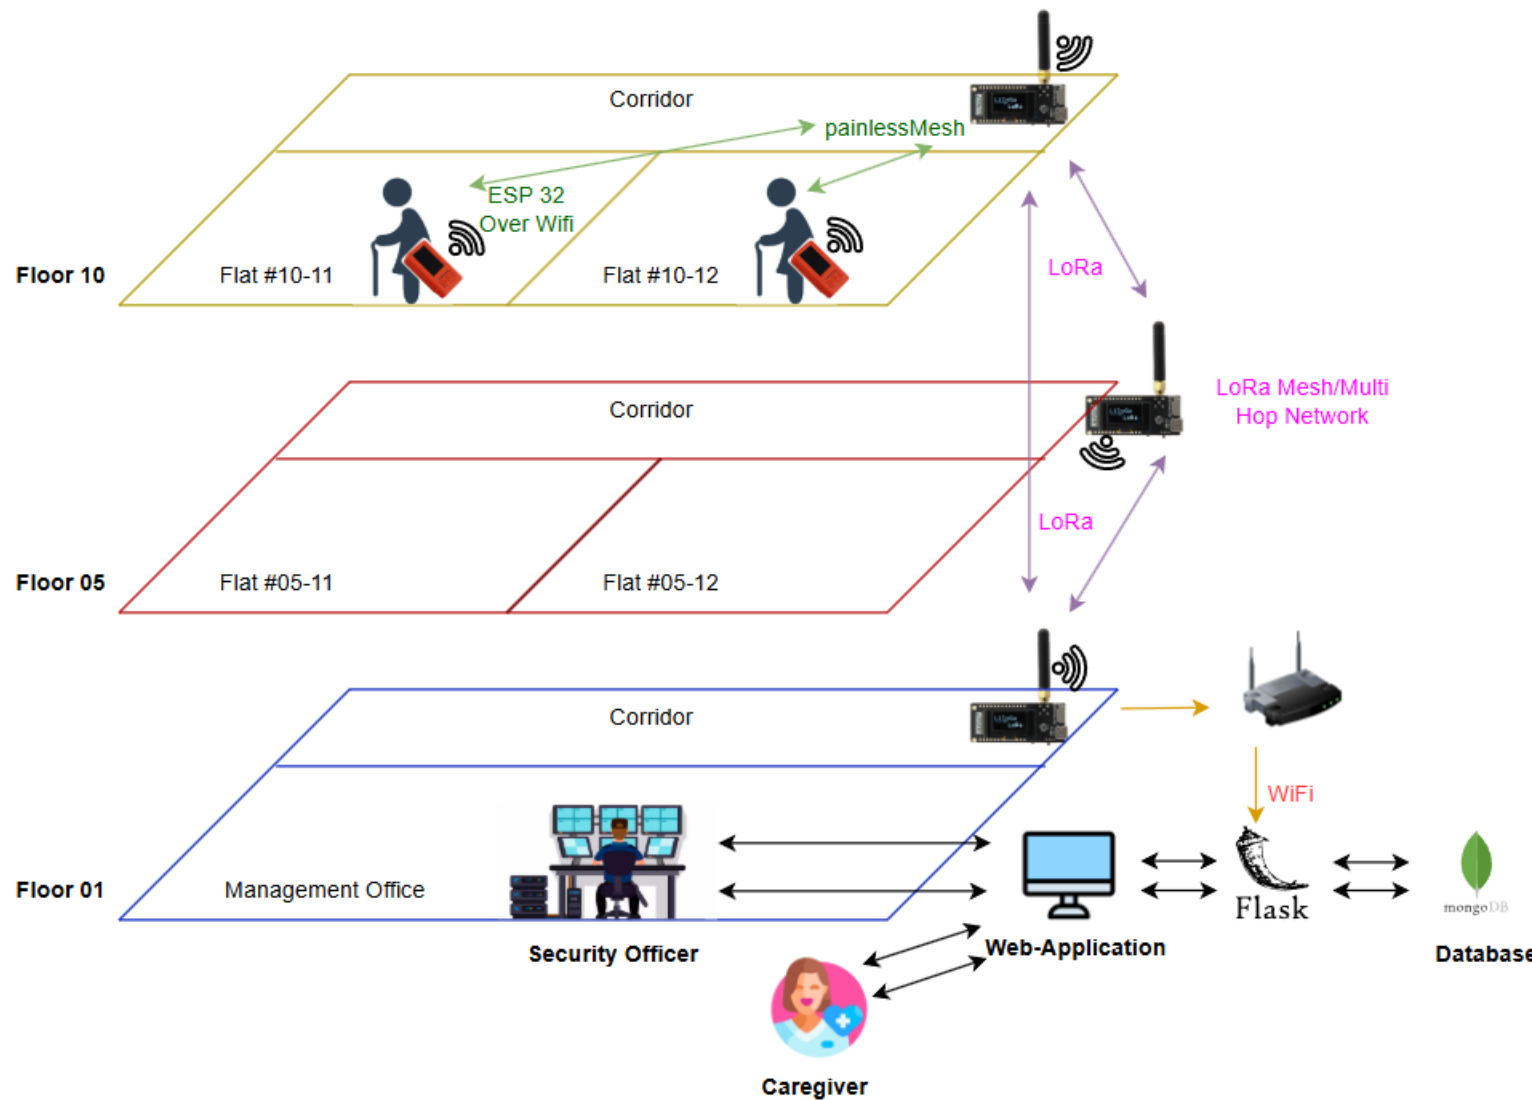 Corridor
painlessMesh
ESP 32
Over Wifi
Floor 10
Flat #10-11
Flat #10-12
LoRa
LoRa Mesh/Multi
Hop Network
Corridor
LoRa
Floor 05
Flat #05-11
Flat #05-12
Corridor
WiFi
Floor 01
Management Office
Flask
mongoDB
Security Officer
Web-Application
Database
Caregiver